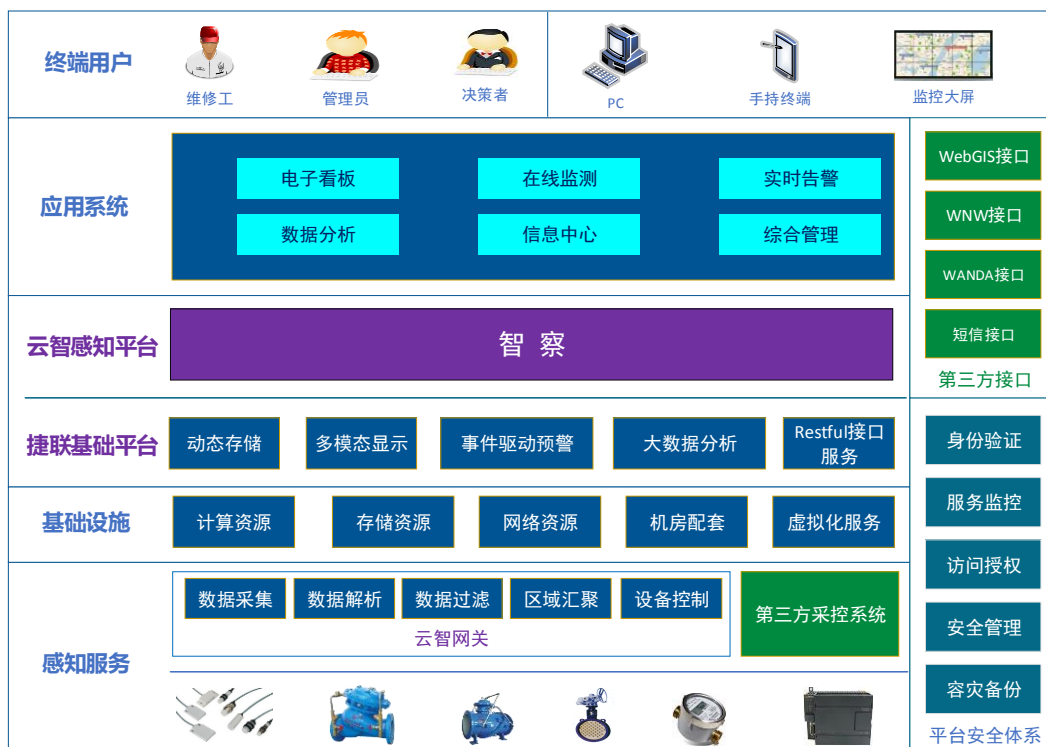 终端用户
维修工
管理员
决策者
PC
手持终端
监控大屏
应用系统
电子看板
在线监测
实时告警
数据分析
信息中心
综合管理
WebGIS接口
WNW接口
WANDA接口
短信接口
第三方接口
云智感知平台
智 察
捷联基础平台
动态存储
多模态显示
事件驱动预警
大数据分析
Restful接口
服务
基础设施
计算资源
存储资源
网络资源
机房配套
虚拟化服务
感知服务
数据采集
数据解析
数据过滤
区域汇聚
设备控制
云智网关
第三方采控系统
身份验证
服务监控
访问授权
安全管理
容灾备份
平台安全体系